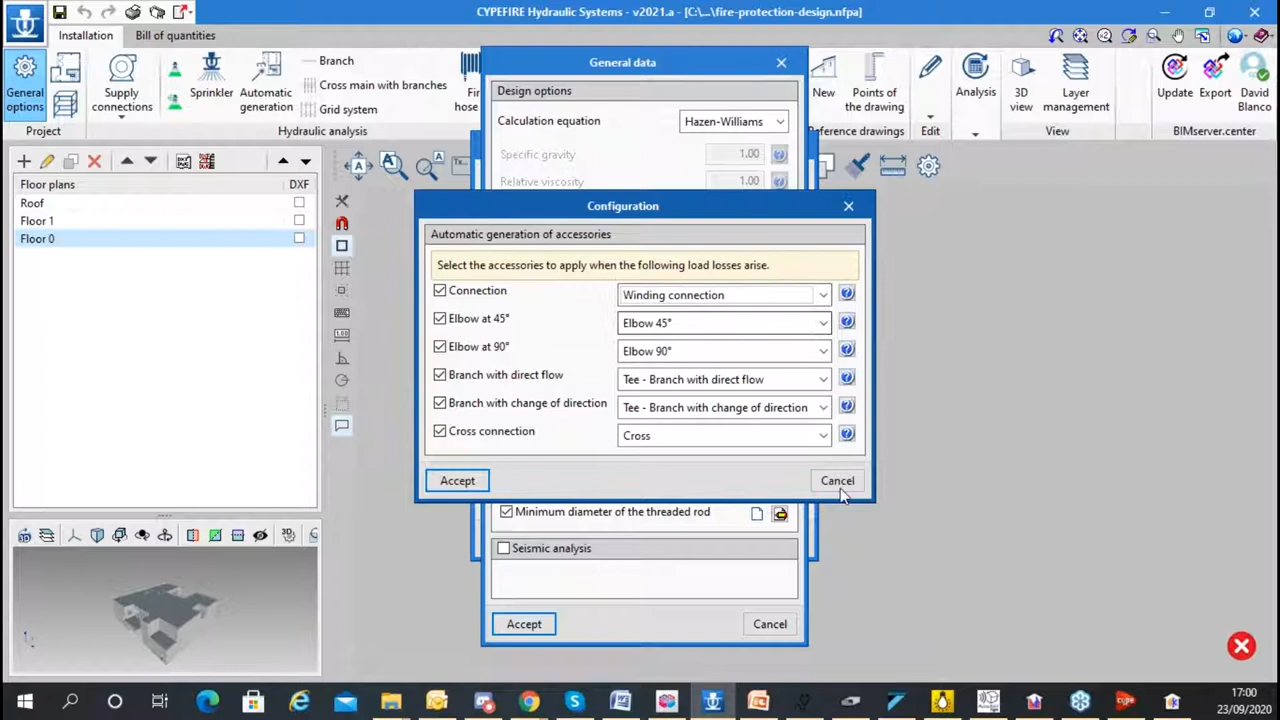 CYPEFIRE Hydraulic Systems - v2021.a - [C:\...\fire-protection-design.nfpa]
Installation
Bill of quantities
General options
Supply connections
Sprinkler
Automatic generation
Branch
Cross main with branches
Grid system
Project
Hydraulic analysis
New
Points of the drawing
Edit
Analysis
3D view
Layer management
Update
Export
David Blanco
View
BIMserver.center
General data
Design options
Calculation equation
Hazen-Williams
Specific gravity
1.00
Relative viscosity
1.00
Floor plans
DXF
Roof
Floor 1
Floor 0
Configuration
Automatic generation of accessories
Select the accessories to apply when the following load losses arise.
Connection
Winding connection
Elbow at 45°
Elbow 45°
Elbow at 90°
Elbow 90°
Branch with direct flow
Tee - Branch with direct flow
Branch with change of direction
Tee - Branch with change of direction
Cross connection
Cross
Accept
Cancel
Minimum diameter of the threaded rod
Seismic analysis
Accept
Cancel
17:00
23/09/2020